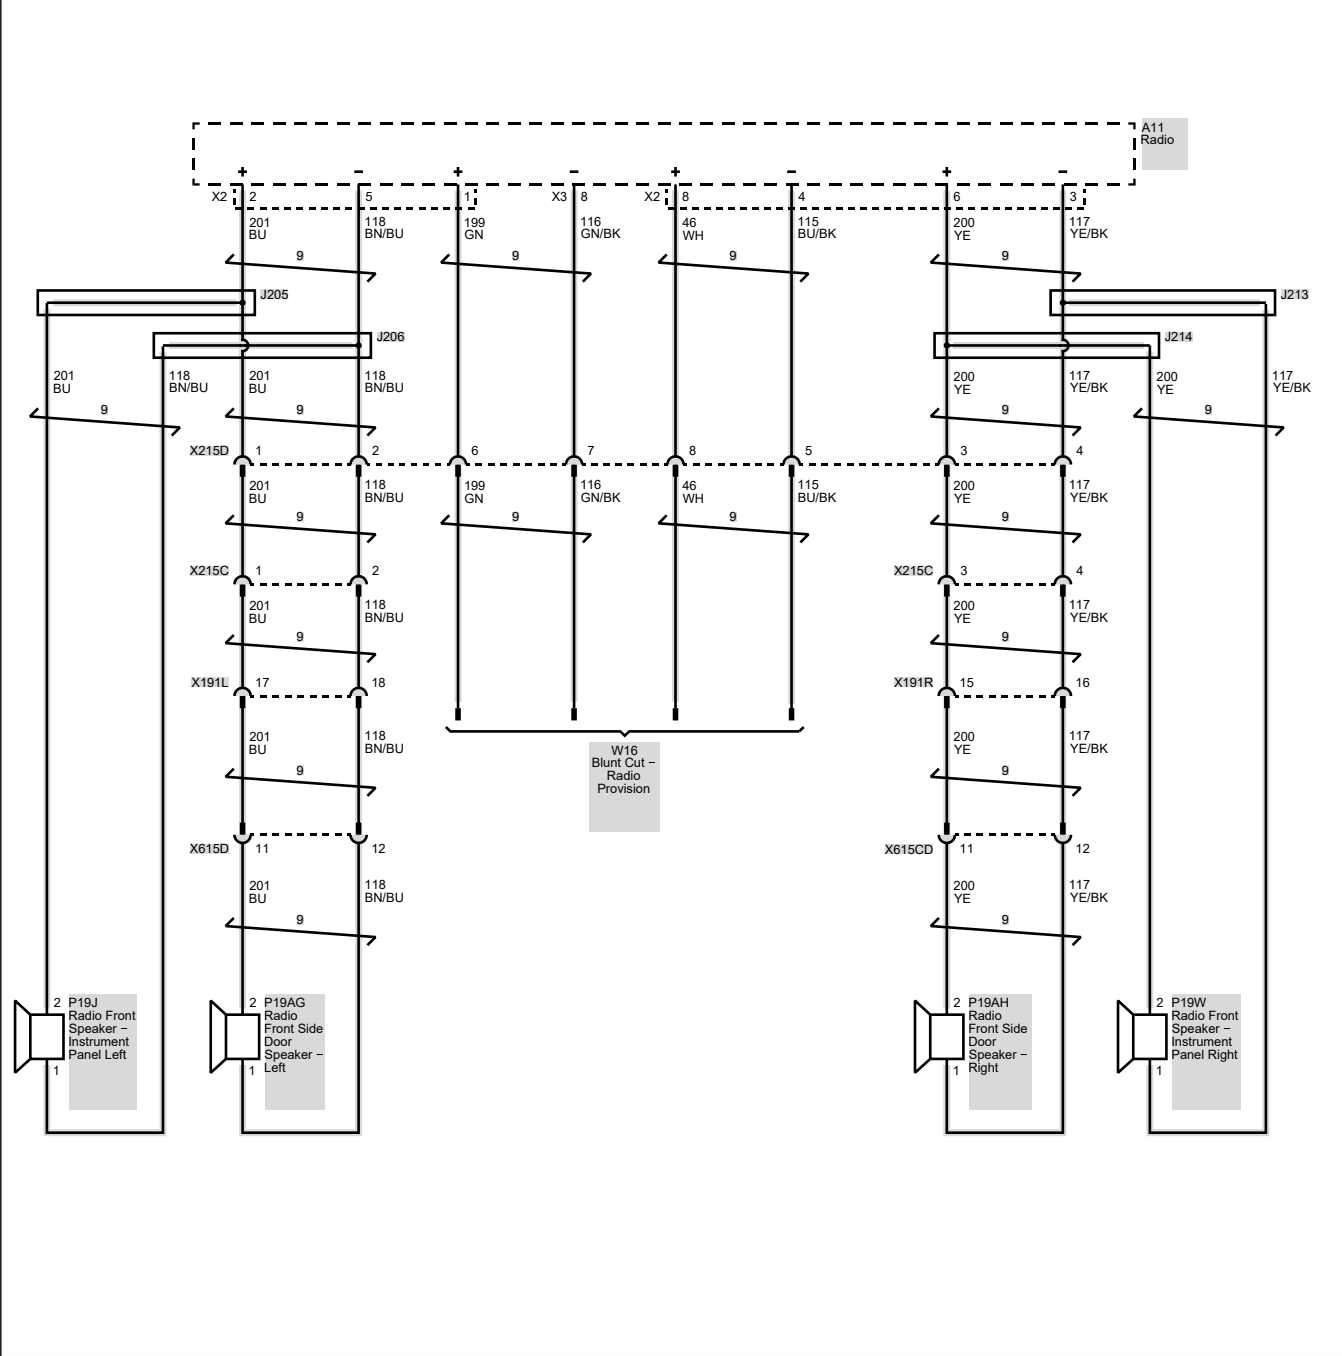 A11
Radio
+ − + − + − + −
X2 2 5 1 X3 8 X2 8 4 6 3
201 118 199 116 46 115 200 117
BU BN/BU GN GN/BK WH BU/BK YE YE/BK
9 9 9 9
J205 J213
J206 J214
201 118 201 118 200 117 200 117
BU BN/BU BU BN/BU YE YE/BK YE YE/BK
9 9 9 9
X215D 1 2 6 7 8 5 3 4
201 118 199 116 46 115 200 117
BU BN/BU GN GN/BK WH BU/BK YE YE/BK
9 9 9 9
X215C 1 2 X215C 3 4
201 118 200 117
BU BN/BU YE YE/BK
9 9
X191L 17 18 X191R 15 16
201 118 200 117
BU BN/BU YE YE/BK
9 9
W16
Blunt Cut −
Radio
Provision
X615D 11 12 X615CD 11 12
201 118 200 117
BU BN/BU YE YE/BK
9 9
2 P19J
Radio Front
Speaker −
Instrument
Panel Left
1
2 P19AG
Radio
Front Side
Door
Speaker −
Left
1
2 P19AH
Radio
Front Side
Door
Speaker −
Right
1
2 P19W
Radio Front
Speaker −
Instrument
Panel Right
1